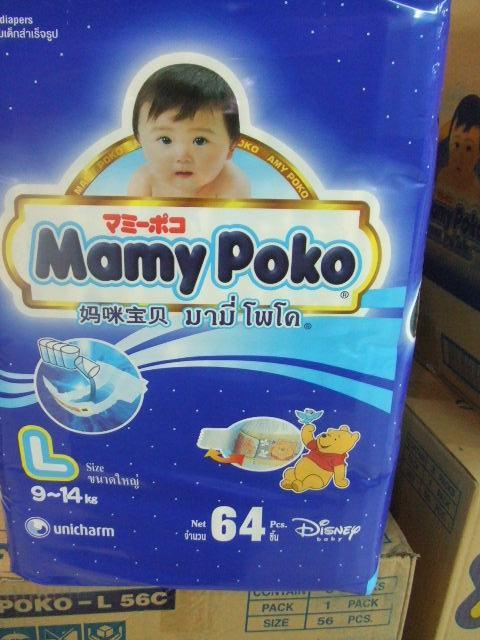 diapers
มเด็กสำเร็จรูป
MAMY POKO
AMY POKO
マミーポコ
Mamy Poko®
妈咪宝贝 มามี่ โพโค ®
L
Size
ขนาดใหญ่
9~14 kg
unicharm
Net
จำนวน
64
Pcs.
ชิ้น
Disney
baby
POKO - L 56C
CONTAIN
PACK 1 PACK
SIZE 56 PCS.
Poko